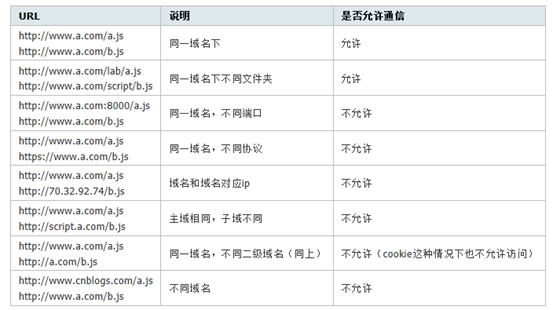 URL 说明 是否允许通信
http://www.a.com/a.js
http://www.a.com/b.js 同一域名下 允许
http://www.a.com/lab/a.js
http://www.a.com/script/b.js 同一域名下不同文件夹 允许
http://www.a.com:8000/a.js
http://www.a.com/b.js 同一域名，不同端口 不允许
http://www.a.com/a.js
https://www.a.com/b.js 同一域名，不同协议 不允许
http://www.a.com/a.js
http://70.32.92.74/b.js 域名和域名对应ip 不允许
http://www.a.com/a.js
http://script.a.com/b.js 主域相同，子域不同 不允许
http://www.a.com/a.js
http://a.com/b.js 同一域名，不同二级域名（同上） 不允许（cookie这种情况下也不允许访问）
http://www.cnblogs.com/a.js
http://www.a.com/b.js 不同域名 不允许